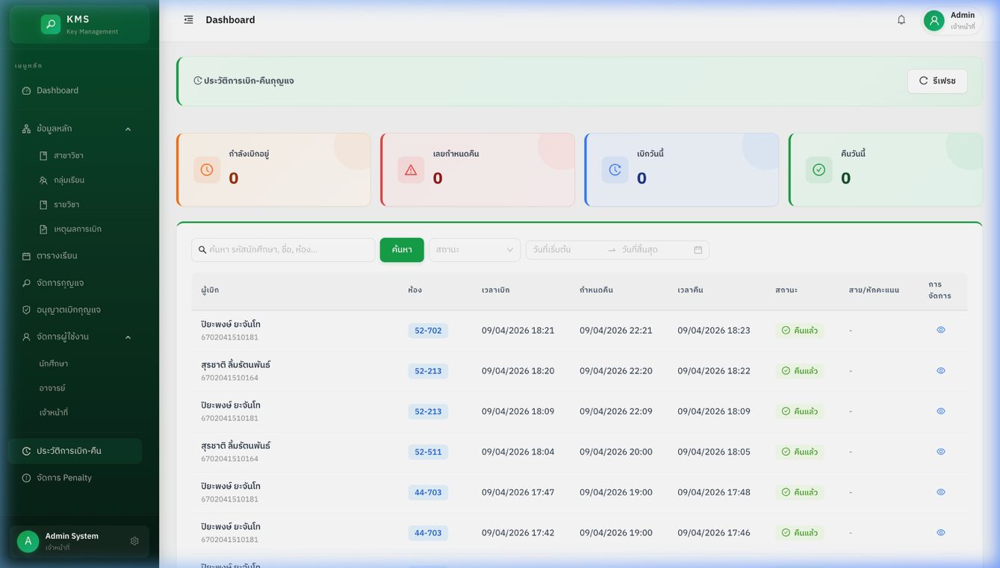 KMS
Key Management
เมนูหลัก
Dashboard
ข้อมูลหลัก
สาขาวิชา
กลุ่มเรียน
รายวิชา
เหตุผลการเบิก
ตารางเรียน
จัดการกุญแจ
อนุญาตเบิกกุญแจ
จัดการผู้ใช้งาน
นักศึกษา
อาจารย์
เจ้าหน้าที่
ประวัติการเบิก-คืน
จัดการ Penalty
A
Admin System
เจ้าหน้าที่
Dashboard
Admin
เจ้าหน้าที่
ประวัติการเบิก-คืนกุญแจ
รีเฟรช
กำลังเบิกอยู่
0
เลยกำหนดคืน
0
เบิกวันนี้
0
คืนวันนี้
0
ค้นหา รหัสนักศึกษา, ชื่อ, ห้อง... ค้นหา สถานะ วันที่เริ่มต้น วันที่สิ้นสุด
ผู้เบิก ห้อง เวลาเบิก กำหนดคืน เวลาคืน สถานะ สาย/หักคะแนน การ
จัดการ
ปิยะพงษ์ ยะจันโท
6702041510181
52-702 09/04/2026 18:21 09/04/2026 22:21 09/04/2026 18:23 คืนแล้ว -
สุรชาติ ลิ้มรัตนพันธ์
6702041510164
52-213 09/04/2026 18:20 09/04/2026 22:20 09/04/2026 18:22 คืนแล้ว -
ปิยะพงษ์ ยะจันโท
6702041510181
52-213 09/04/2026 18:09 09/04/2026 22:09 09/04/2026 18:09 คืนแล้ว -
สุรชาติ ลิ้มรัตนพันธ์
6702041510164
52-511 09/04/2026 18:04 09/04/2026 20:00 09/04/2026 18:05 คืนแล้ว -
ปิยะพงษ์ ยะจันโท
6702041510181
44-703 09/04/2026 17:47 09/04/2026 19:00 09/04/2026 17:48 คืนแล้ว -
ปิยะพงษ์ ยะจันโท
6702041510181
44-703 09/04/2026 17:42 09/04/2026 19:00 09/04/2026 17:46 คืนแล้ว -